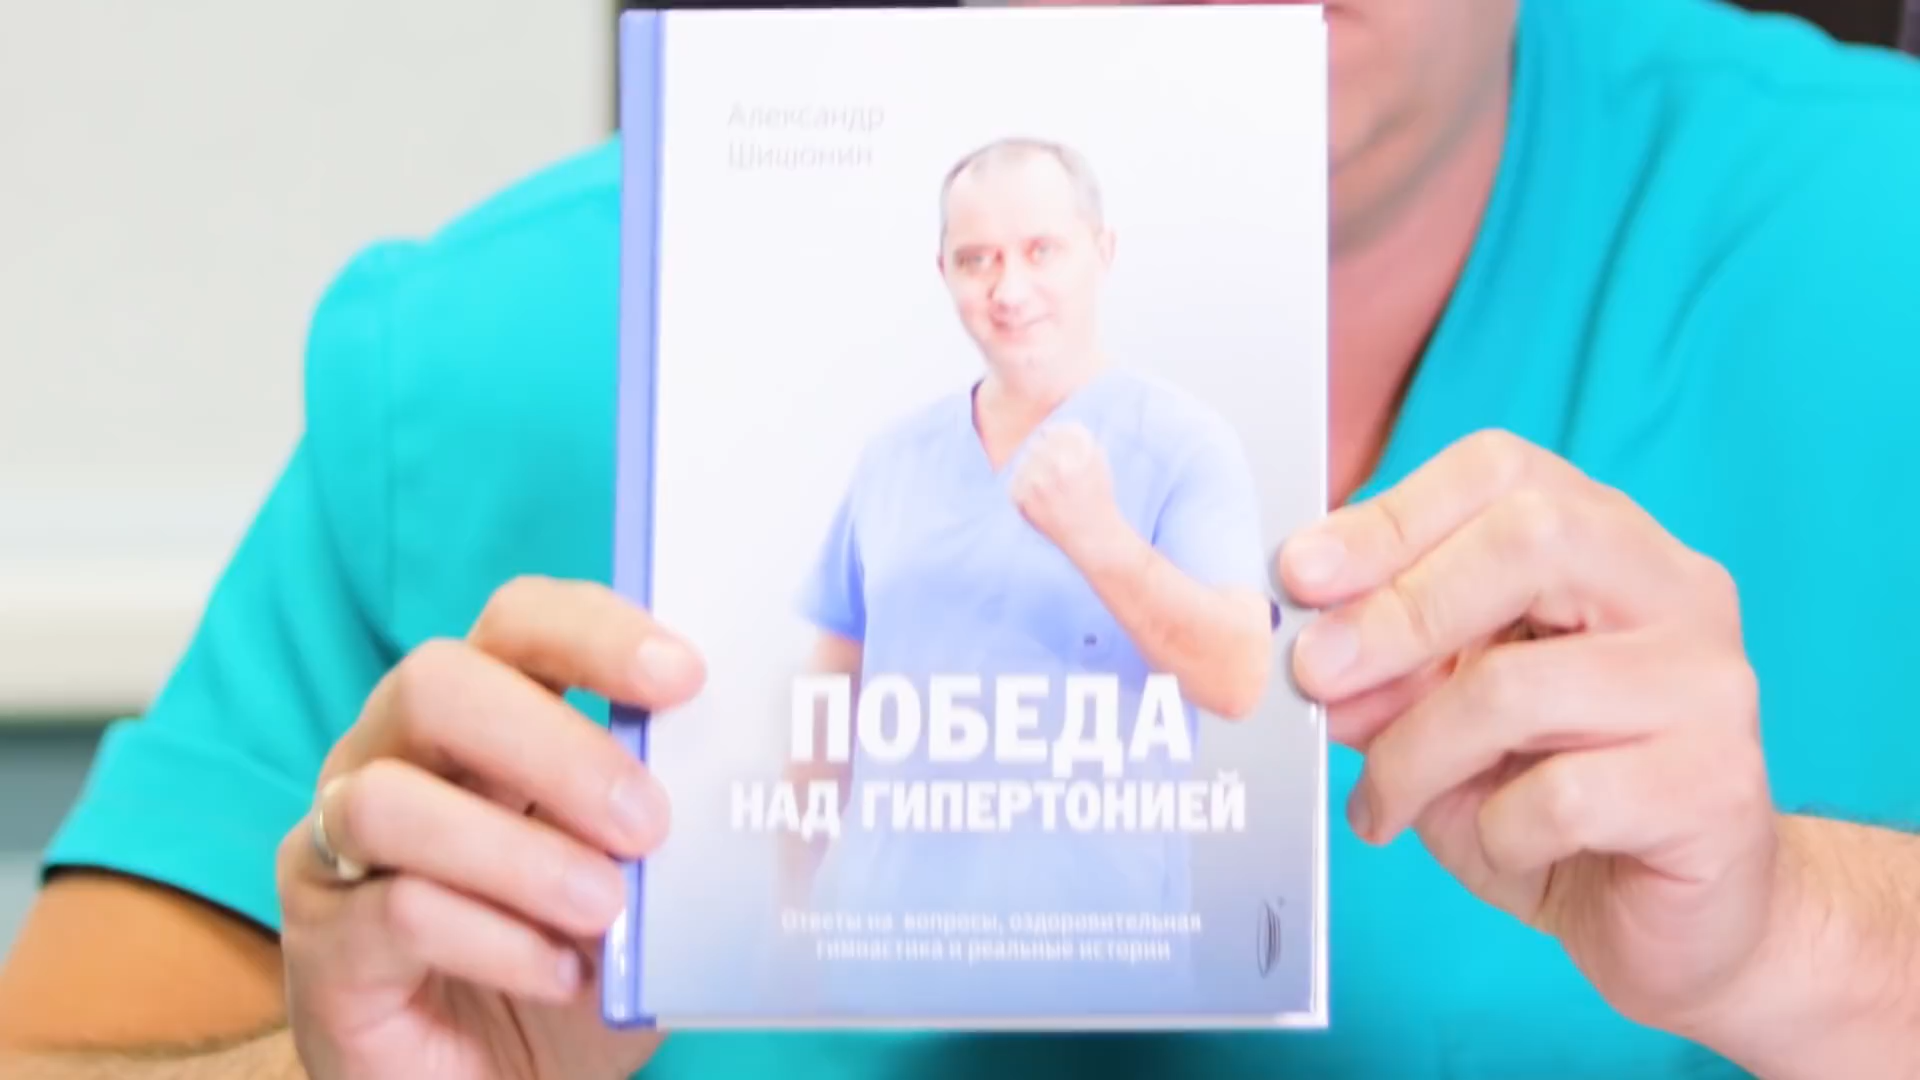 Александр
Шишонин
ПОБЕДА
НАД ГИПЕРТОНИЕЙ
Ответы на вопросы, оздоровительная
гимнастика и реальные истории